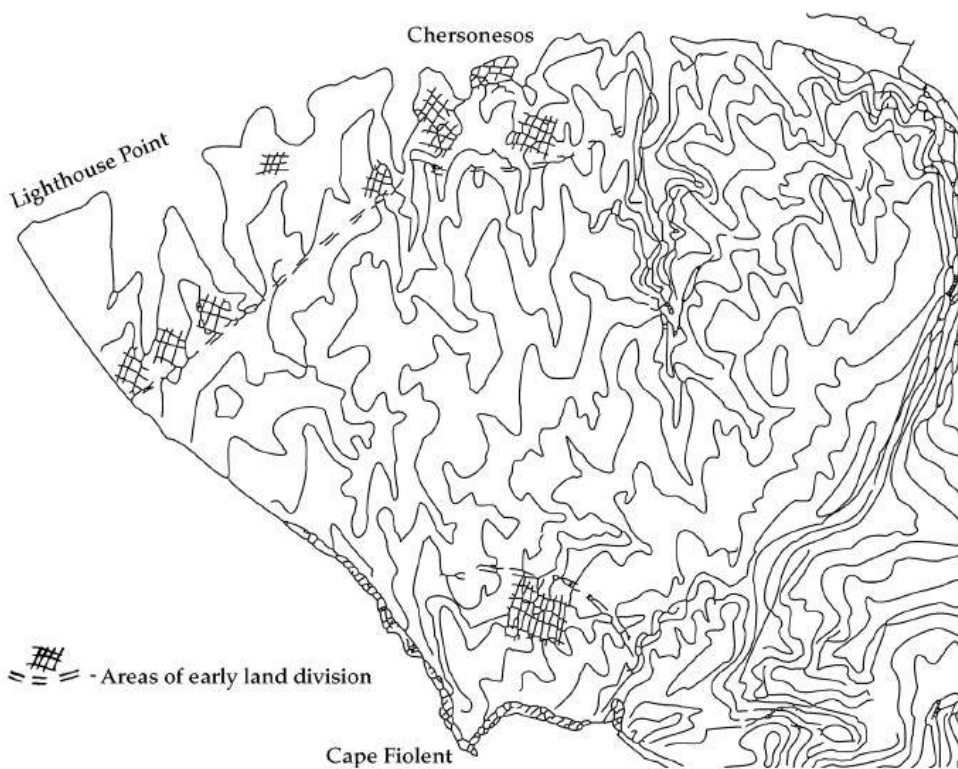 Chersonesos
Lighthouse Point
- Areas of early land division
Cape Fiolent